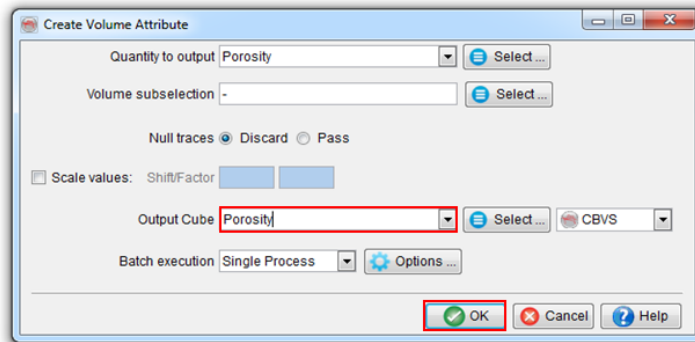 Create Volume Attribute
Quantity to output Porosity Select ...
Volume subselection - Select ...
Null traces Discard Pass
Scale values: Shift/Factor
Output Cube Porosity Select ... CBVS
Batch execution Single Process Options ...
OK Cancel Help